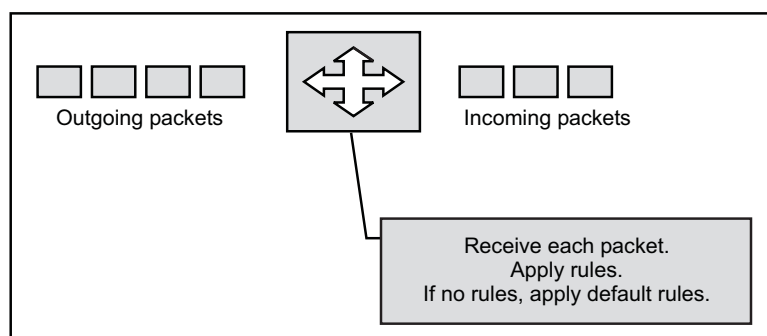 Outgoing packets
Incoming packets
Receive each packet.
Apply rules.
If no rules, apply default rules.